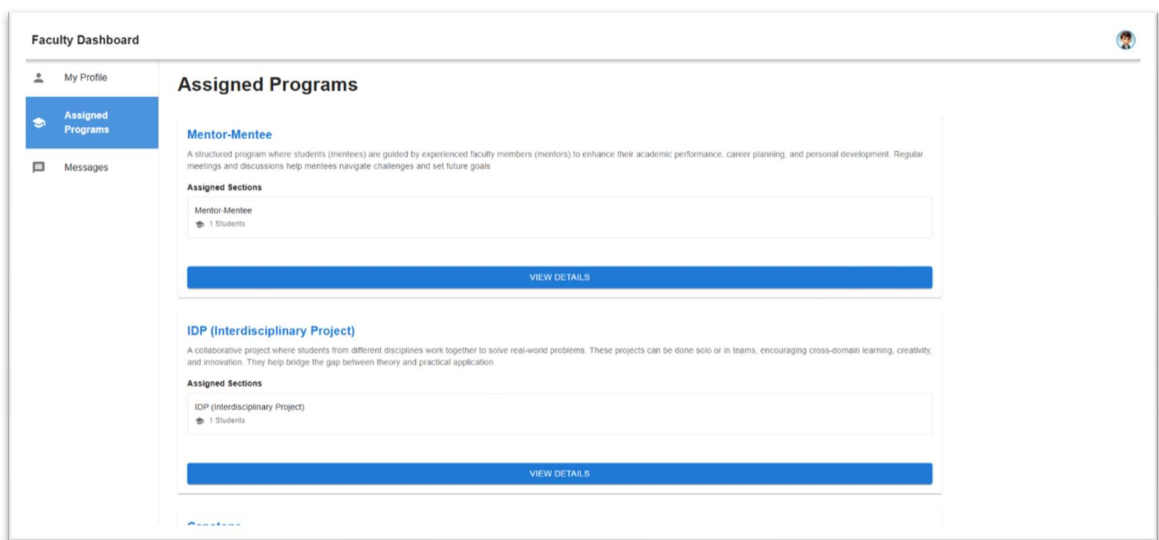 Faculty Dashboard
My Profile
Assigned
Programs
Messages
Assigned Programs
Mentor-Mentee
A structured program where students (mentees) are guided by experienced faculty members (mentors) to enhance their academic performance, career planning, and personal development. Regular
meetings and discussions help mentees navigate challenges and set future goals
Assigned Sections
Mentor-Mentee
1 Students
VIEW DETAILS
IDP (Interdisciplinary Project)
A collaborative project where students from different disciplines work together to solve real-world problems. These projects can be done solo or in teams, encouraging cross-domain learning, creativity,
and innovation. They help bridge the gap between theory and practical application
Assigned Sections
IDP (Interdisciplinary Project)
1 Students
VIEW DETAILS